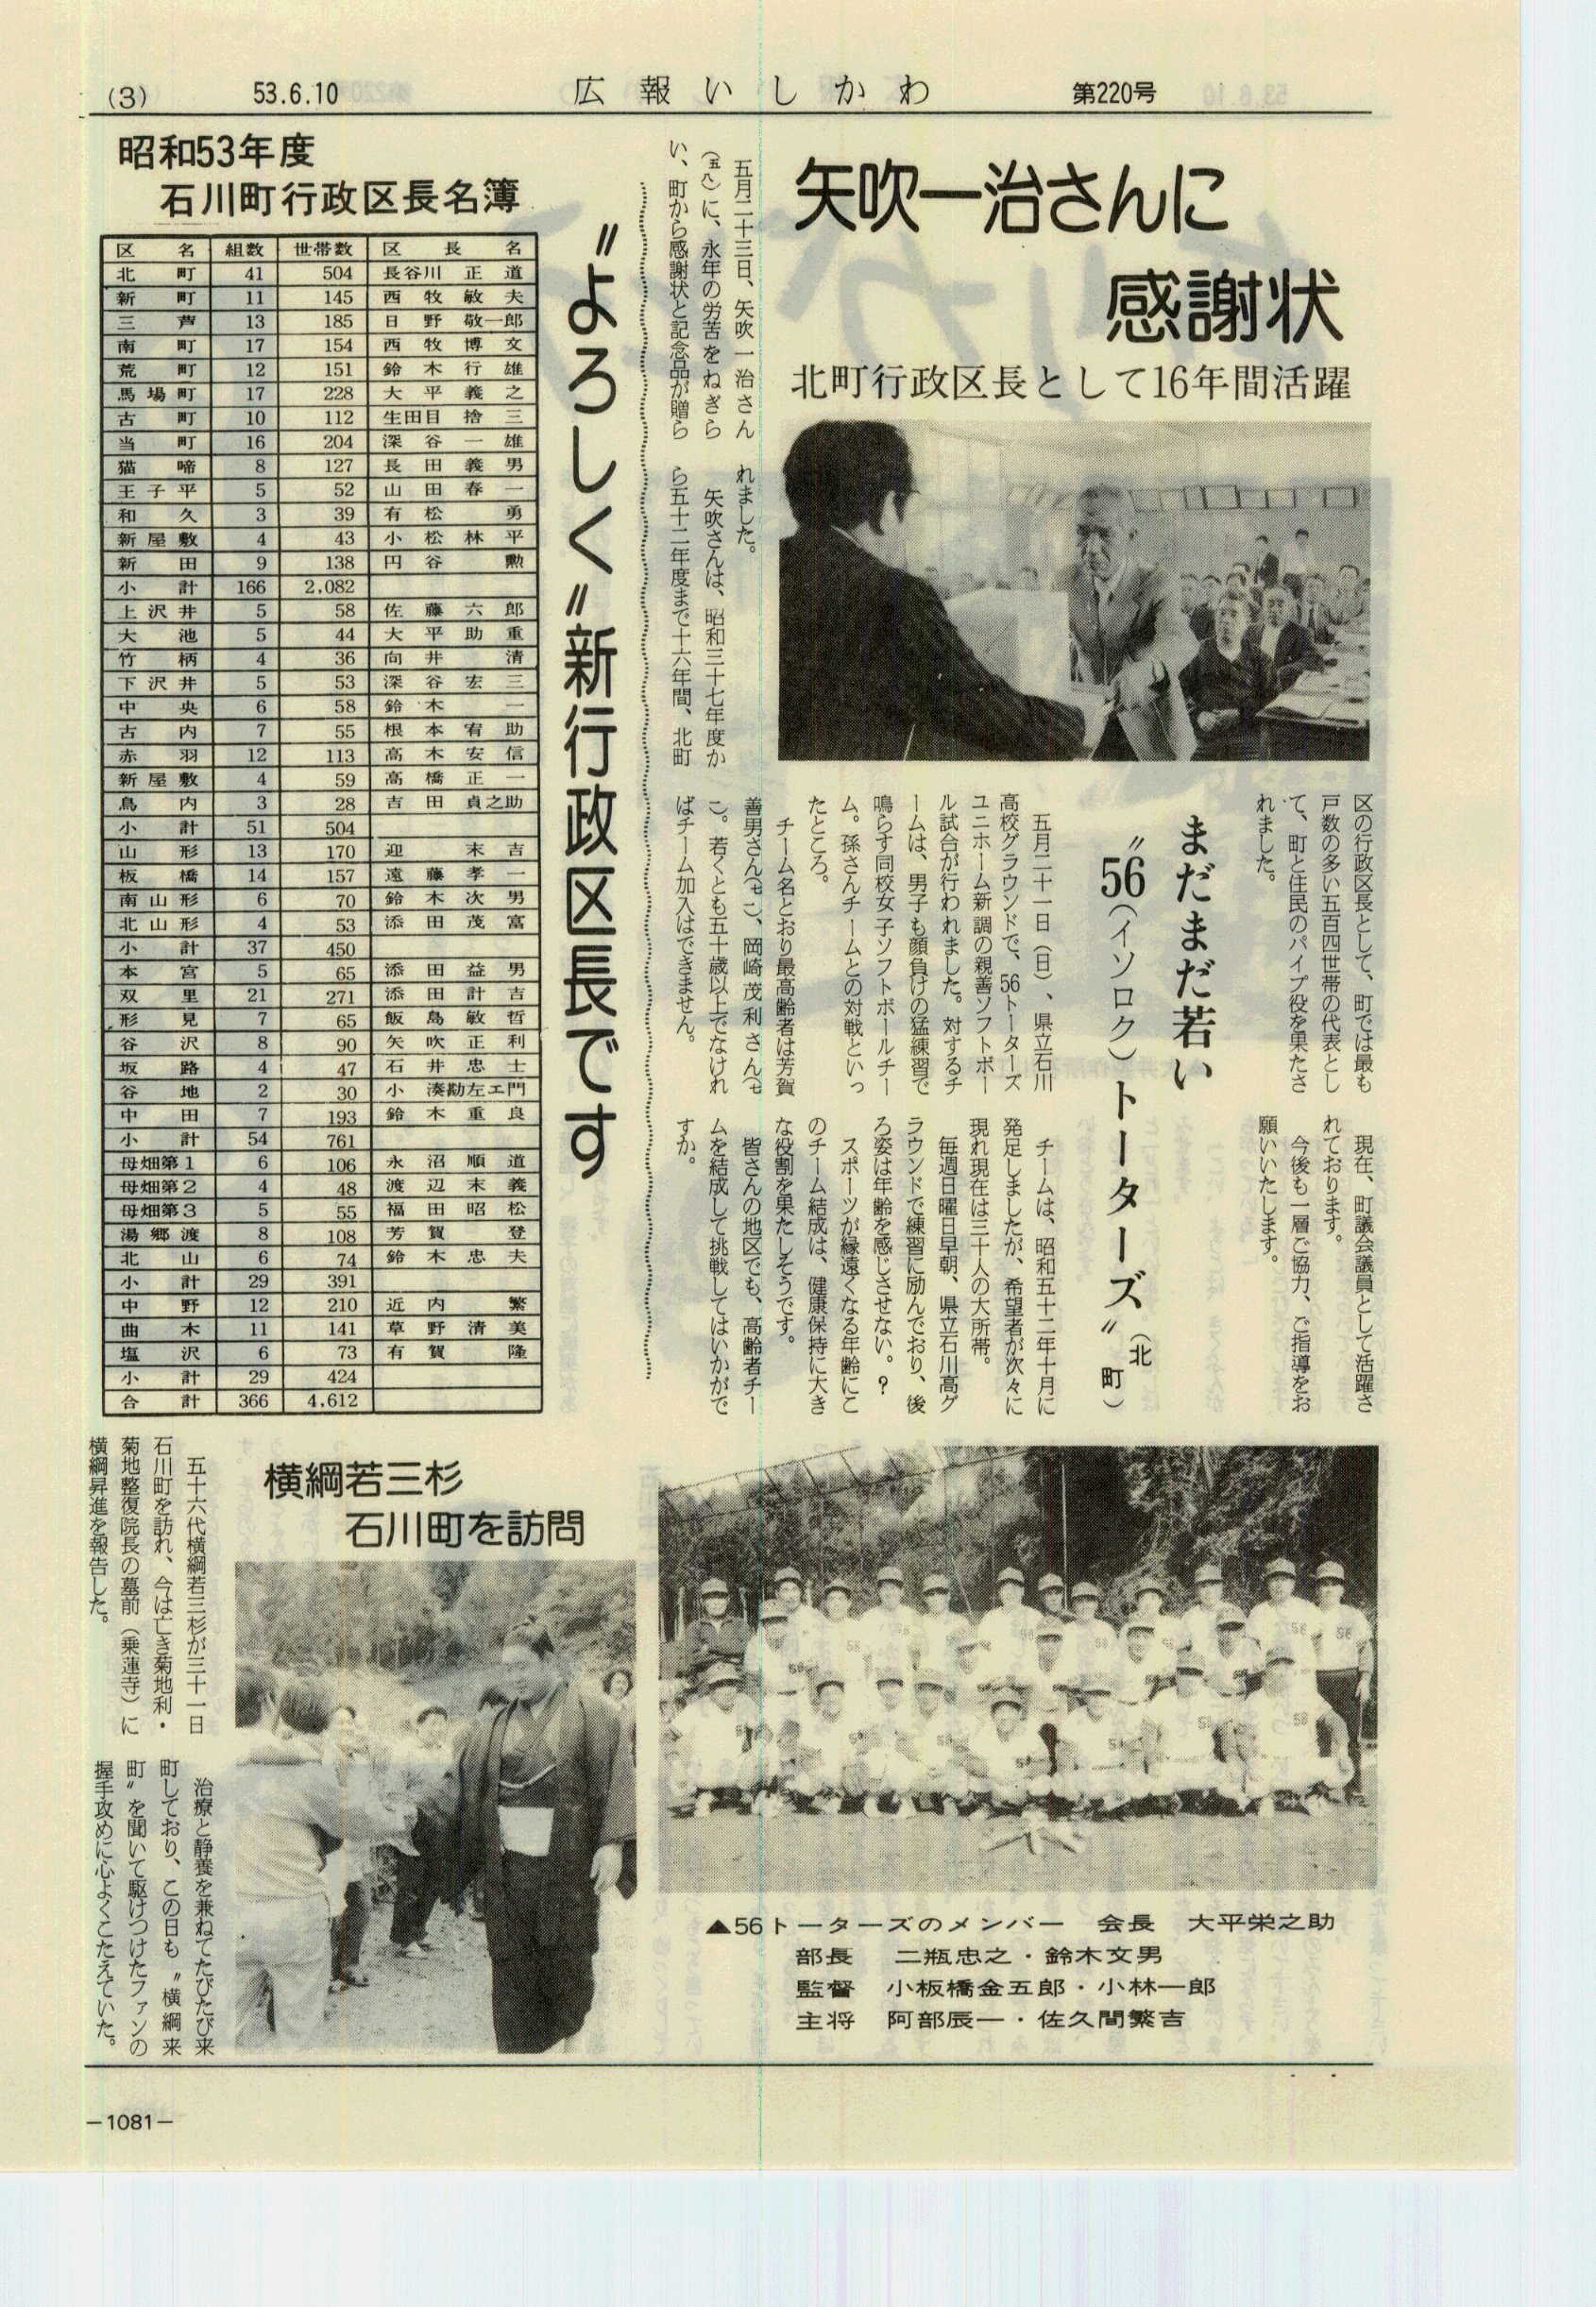 (3) 53.6.10 広報いしかわ 第220号
矢吹一治さんに
感謝状
北町行政区長として16年間活躍
五月二十三日、矢吹一治さん
(五八)に、永年の労苦をねぎら
い、町から感謝状と記念品が贈ら
れました。
矢吹さんは、昭和三十七年度か
ら五十二年度まで十六年間、北町
区の行政区長として、町では最も
戸数の多い五百四世帯の代表とし
て、町と住民のパイプ役を果たさ
れました。
現在、町議会議員として活躍さ
れております。
今後も一層ご協力、ご指導をお
願いいたします。
まだまだ若い
〝56(イソロク)トーターズ〟(北町)
五月二十一日(日)、県立石川
高校グラウンドで、56トーターズ
ユニホーム新調の親善ソフトボー
ル試合が行われました。対するチ
ームは、男子も顔負けの猛練習で
鳴らす同校女子ソフトボールチー
ム。孫さんチームとの対戦といっ
たところ。
チーム名とおり最高齢者は芳賀
善男さん(七二)、岡崎茂利さん(七
二)。若くとも五十歳以上でなけれ
ばチーム加入はできません。
チームは、昭和五十二年十月に
発足しましたが、希望者が次々に
現れ現在は三十人の大所帯。
毎週日曜日早朝、県立石川高グ
ラウンドで練習に励んでおり、後
ろ姿は年齢を感じさせない。?
スポーツが縁遠くなる年齢にこ
のチーム結成は、健康保持に大き
な役割を果たしそうです。
皆さんの地区でも、高齢者チー
ムを結成して挑戦してはいかがで
すか。
▲56トーターズのメンバー 会長 大平栄之助
部長 二瓶忠之・鈴木文男
監督 小板橋金五郎・小林一郎
主将 阿部辰一・佐久間繁吉
〝よろしく〟新行政区長です
昭和53年度
石川町行政区長名簿
区名 組数 世帯数 区長名
北町 41 504 長谷川正道
新町 11 145 西牧敏夫
三芦 13 185 日野敬一郎
南町 17 154 西牧博文
荒町 12 151 鈴木行雄
馬場町 17 228 大平義之
古町 10 112 生田目捨三
当町 16 204 深谷一雄
猫啼 8 127 長田義男
王子平 5 52 山田春一
和久 3 39 有松勇
新屋敷 4 43 小松林平
新田 9 138 円谷勲
小計 166 2,082
上沢井 5 58 佐藤六郎
大池 5 44 大平助重
竹柄 4 36 向井清
下沢井 5 53 深谷宏三
中央 6 58 鈴木一
古内 7 55 根本宥助
赤羽 12 113 高木安信
新屋敷 4 59 高橋正一
鳥内 3 28 吉田貞之助
小計 51 504
山形 13 170 迎末吉
板橋 14 157 遠藤孝一
南山形 6 70 鈴木次男
北山形 4 53 添田茂富
小計 37 450
本宮 5 65 添田益男
双里 21 271 添田計吉
形見 7 65 飯島敏哲
谷沢 8 90 矢吹正利
坂路 4 47 石井忠士
谷地 2 30 小湊勘左エ門
中田 7 193 鈴木重良
小計 54 761
母畑第1 6 106 永沼順道
母畑第2 4 48 渡辺末義
母畑第3 5 55 福田昭松
湯郷渡 8 108 芳賀登
北山 6 74 鈴木忠夫
小計 29 391
中野 12 210 近内繁
曲木 11 141 草野清美
塩沢 6 73 有賀隆
小計 29 424
合計 366 4,612
横綱若三杉
石川町を訪問
五十六代横綱若三杉が三十一日
石川町を訪れ、今は亡き菊地利・
菊地整復院長の墓前(乗蓮寺)に
横綱昇進を報告した。
治療と静養を兼ねてたびたび来
町しており、この日も〝横綱来
町〟を聞いて駆けつけたファンの
握手攻めに心よくこたえていた。
－1081－